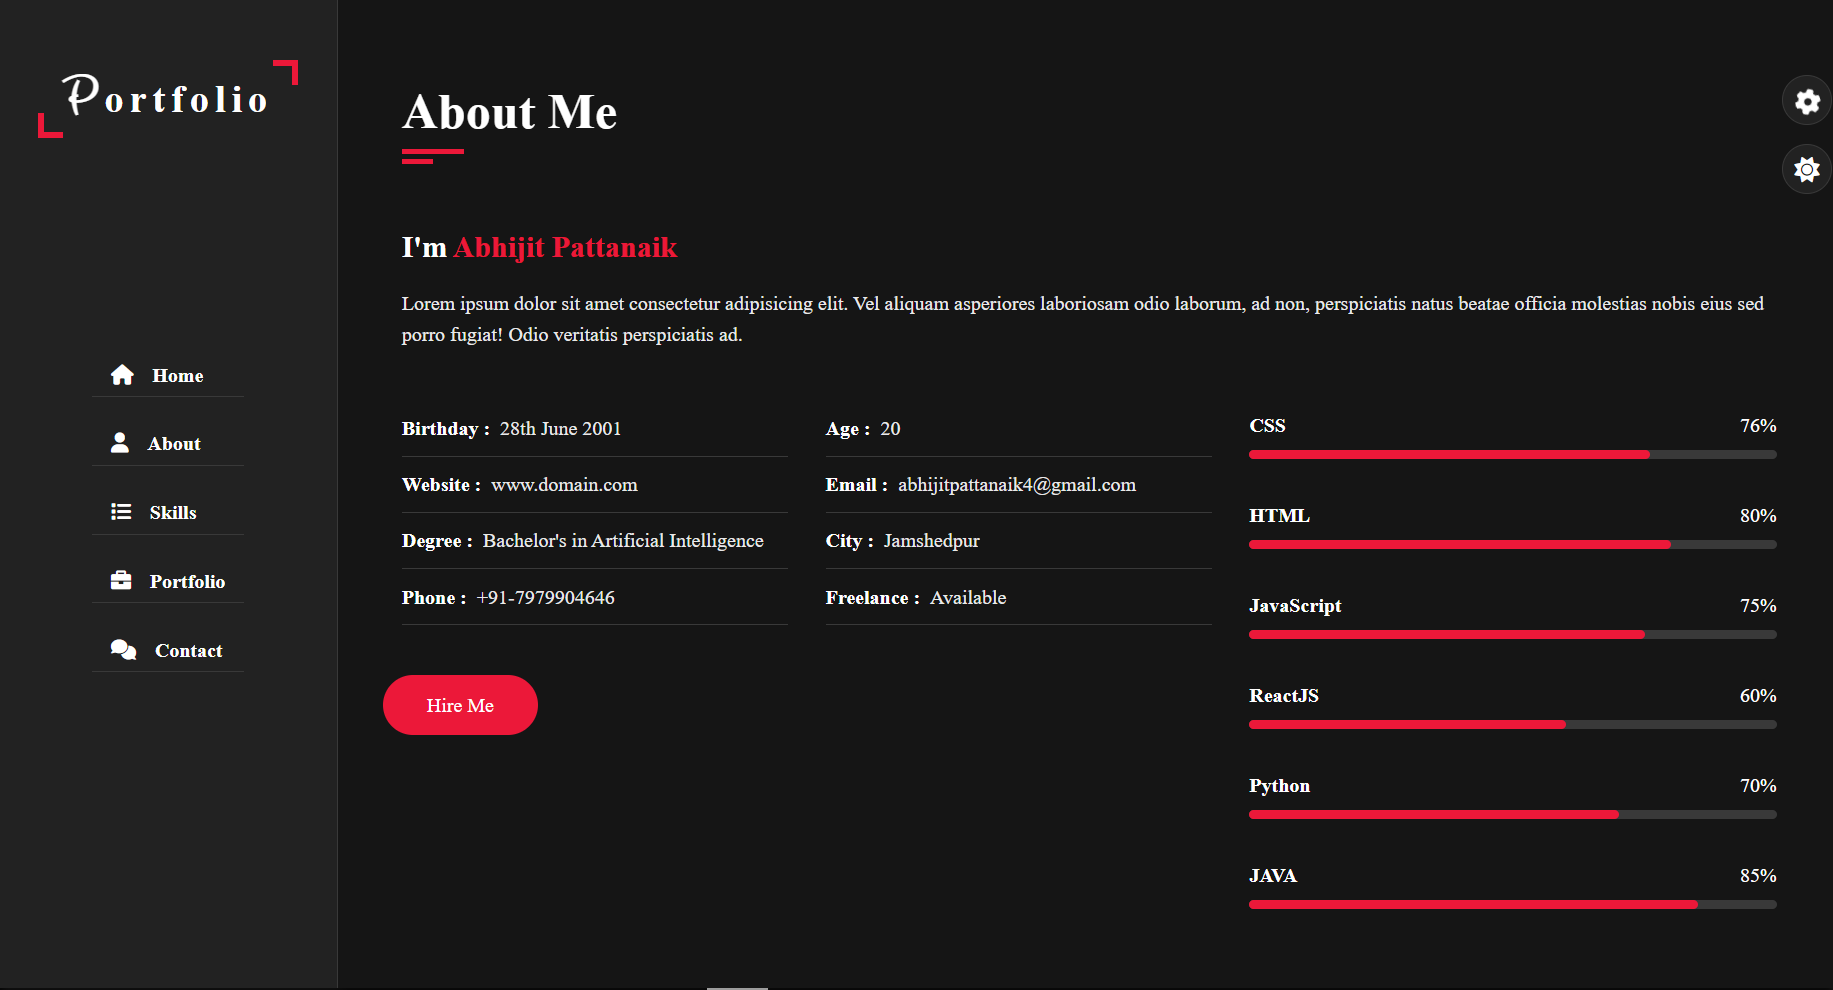 Portfolio
Home
About
Skills
Portfolio
Contact
About Me
I'm Abhijit Pattanaik
Lorem ipsum dolor sit amet consectetur adipisicing elit. Vel aliquam asperiores laboriosam odio laborum, ad non, perspiciatis natus beatae officia molestias nobis eius sed
porro fugiat! Odio veritatis perspiciatis ad.
Birthday : 28th June 2001
Age : 20
Website : www.domain.com
Email : abhijitpattanaik4@gmail.com
Degree : Bachelor's in Artificial Intelligence
City : Jamshedpur
Phone : +91-7979904646
Freelance : Available
Hire Me
CSS 76%
HTML 80%
JavaScript 75%
ReactJS 60%
Python 70%
JAVA 85%